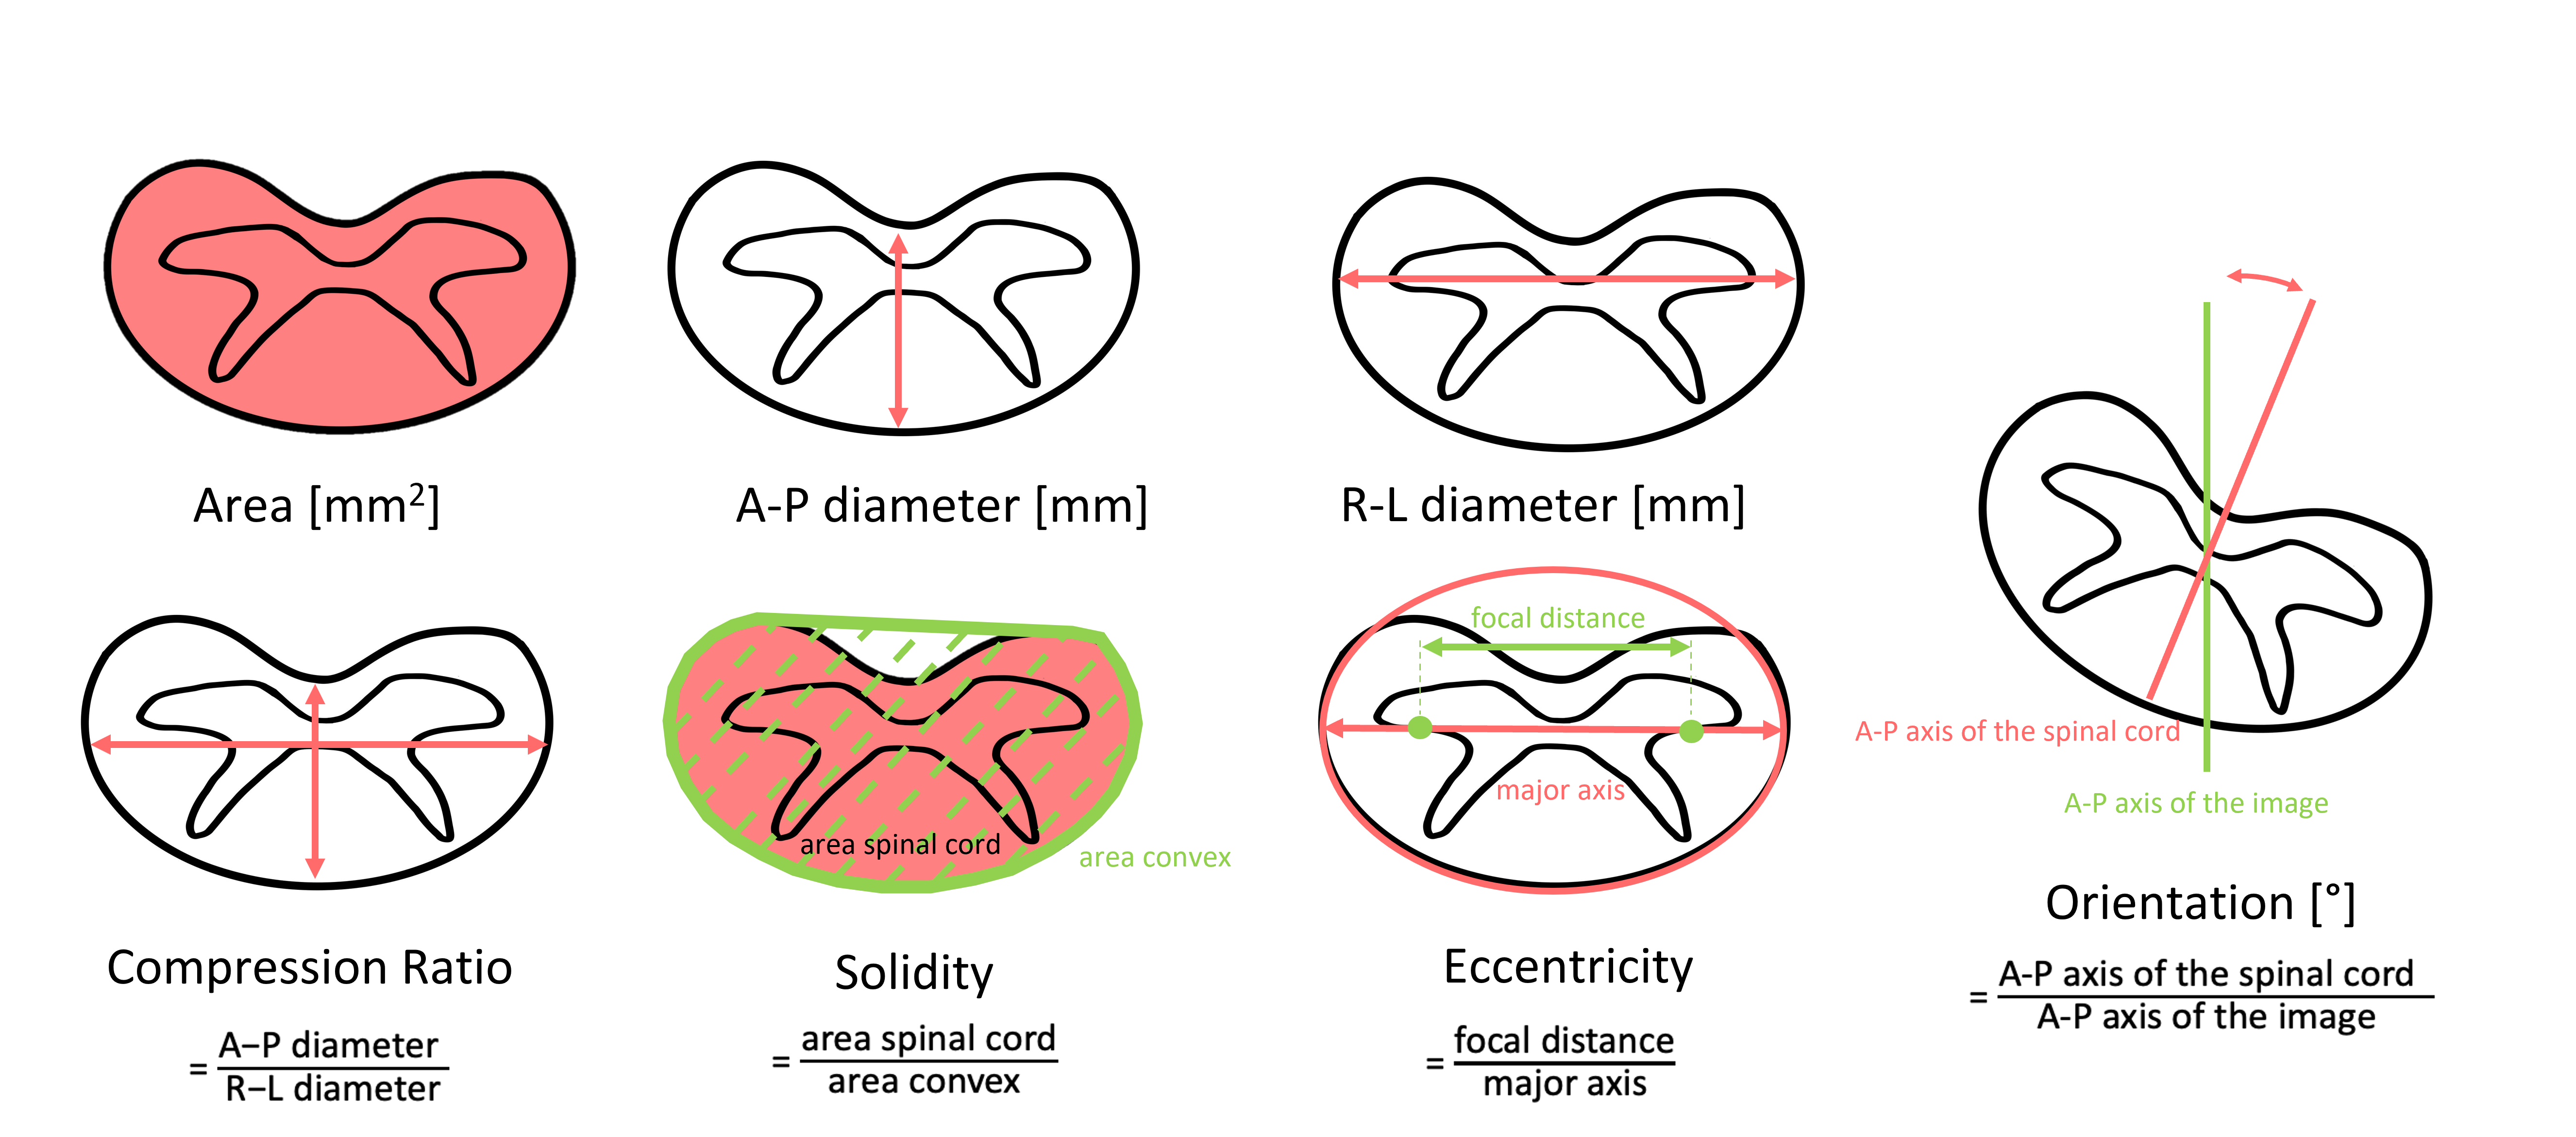 Area [mm²]
A-P diameter [mm]
R-L diameter [mm]
A-P axis of the spinal cord
A-P axis of the image
Orientation [°]
= A-P axis of the spinal cord
A-P axis of the image
Compression Ratio
= A–P diameter
R–L diameter
area spinal cord
area convex
Solidity
= area spinal cord
area convex
focal distance
major axis
Eccentricity
= focal distance
major axis